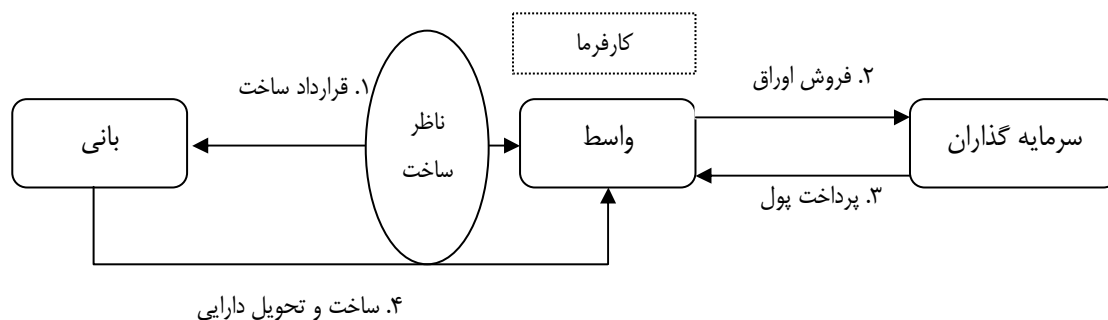 کارفرما
۲. فروش اوراق
۱. قرارداد ساخت
سرمایه گذاران
واسط
ناظر
ساخت
بانی
۳. پرداخت پول
۴. ساخت و تحویل دارایی